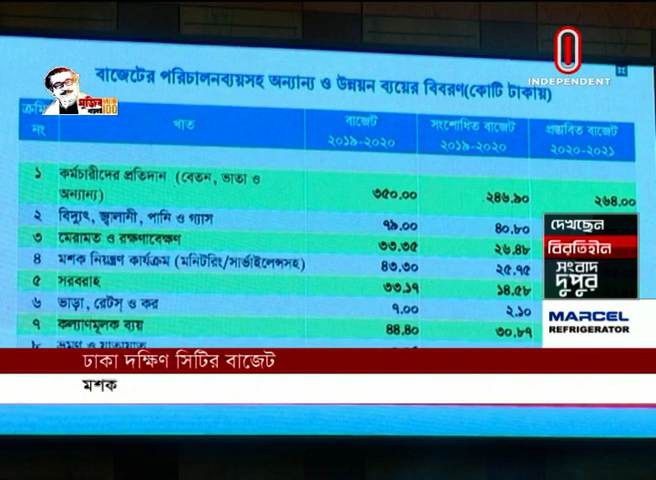 INDEPENDENT
বাজেটের পরিচালনব্যয়সহ অন্যান্য ও উন্নয়ন ব্যয়ের বিবরণ(কোটি টাকায়)
ক্রমিক নং খাত বাজেট ২০১৯-২০২০ সংশোধিত বাজেট ২০১৯-২০২০ প্রস্তাবিত বাজেট ২০২০-২০২১
১ কর্মচারীদের প্রতিদান (বেতন, ভাতা ও অন্যান্য) ৩৫০.০০ ২৪৬.৯০ ২৬৪.০০
২ বিদ্যুৎ, জ্বালানী, পানি ও গ্যাস ৭৯.০০ ৪০.৮০
৩ মেরামত ও রক্ষণাবেক্ষণ ৩৩.৩৫ ২৬.৪৮
৪ মশক নিয়ন্ত্রণ কার্যক্রম (মনিটরিং/সার্ভাইলেন্সসহ) ৪৩.৩০ ২৫.৭৫
৫ সরবরাহ ৩৩.১৭ ১৪.৫৮
৬ ভাড়া, রেটস্ ও কর ৭.০০ ২.১০
৭ কল্যাণমূলক ব্যয় ৪৪.৪০ ৩০.৮৭
দেখছেন
বিরতিহীন
সংবাদ
দুপুর
MARCEL
REFRIGERATOR
ঢাকা দক্ষিণ সিটির বাজেট
মশক